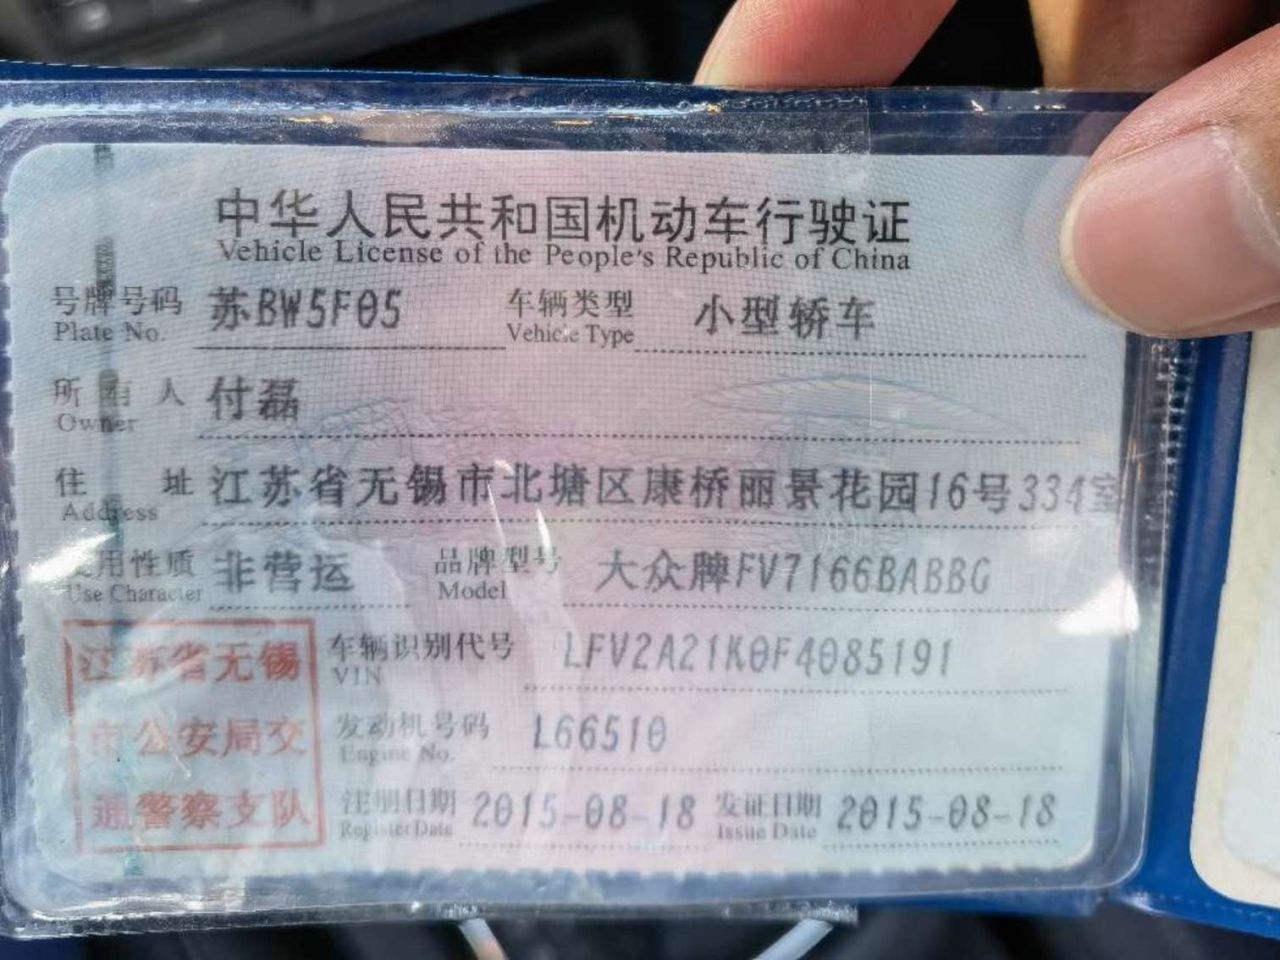 中华人民共和国机动车行驶证
Vehicle License of the People's Republic of China
号牌号码 苏BW5F05 车辆类型 小型轿车
Plate No. Vehicle Type
所有人 付磊
Owner
住址 江苏省无锡市北塘区康桥丽景花园16号334室
Address
使用性质 非营运 品牌型号 大众牌FV7166BABBG
Use Character Model
江苏省无锡 车辆识别代号 LFV2A21K0F4085191
VIN
市公安局交 发动机号码 L66510
Engine No.
通警察支队 注册日期 2015-08-18 发证日期 2015-08-18
Register Date Issue Date